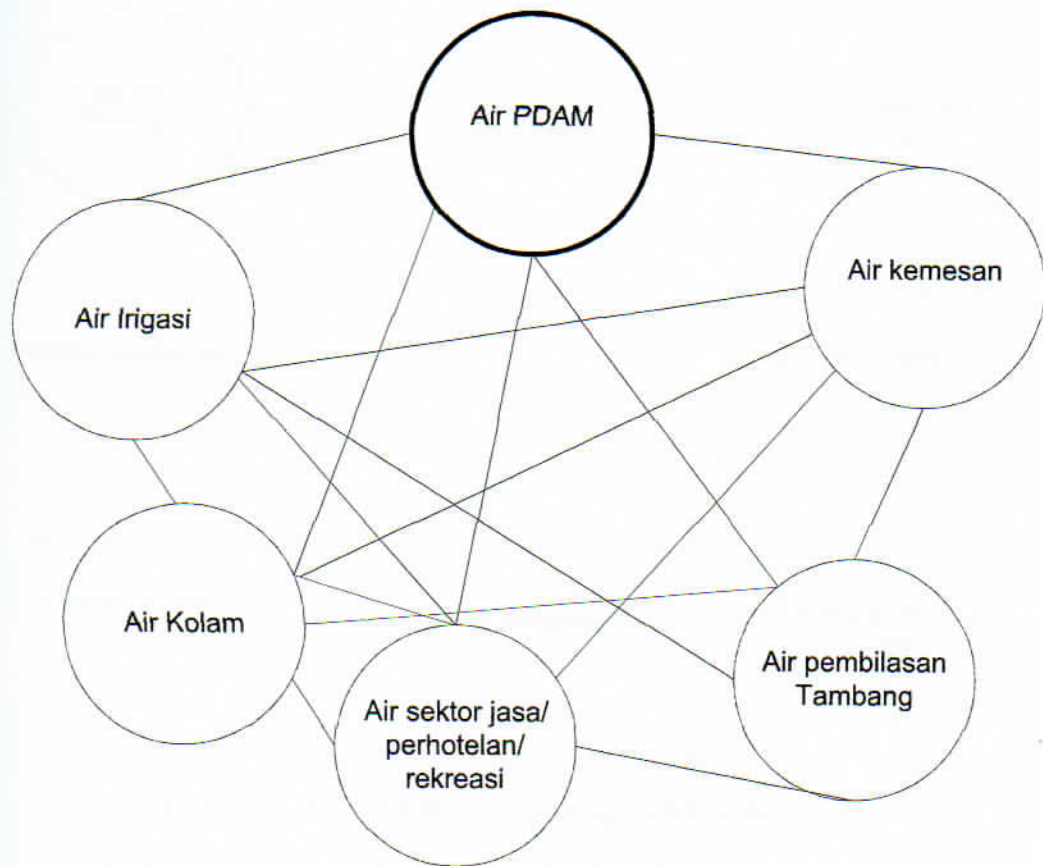 Air PDAM
Air kemesan
Air Irigasi
Air Kolam
Air pembilasan
Tambang
Air sektor jasa/
perhotelan/
rekreasi